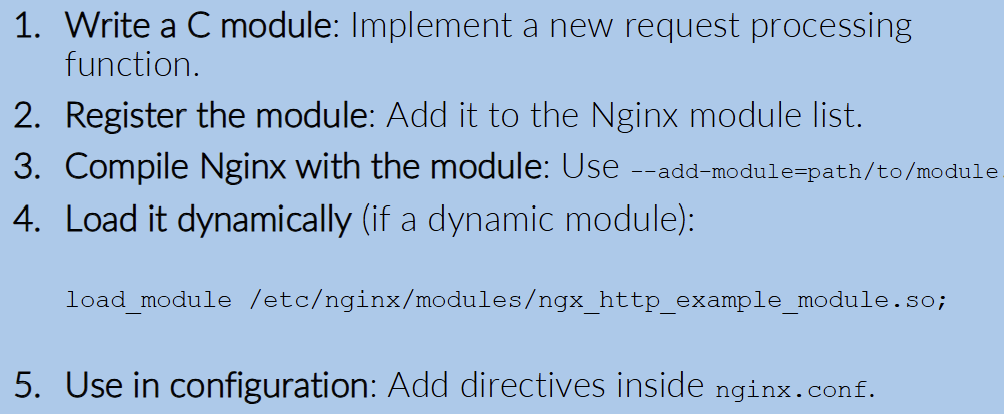 1. Write a C module: Implement a new request processing
function.
2. Register the module: Add it to the Nginx module list.
3. Compile Nginx with the module: Use --add-module=path/to/module.
4. Load it dynamically (if a dynamic module):
load_module /etc/nginx/modules/ngx_http_example_module.so;
5. Use in configuration: Add directives inside nginx.conf.